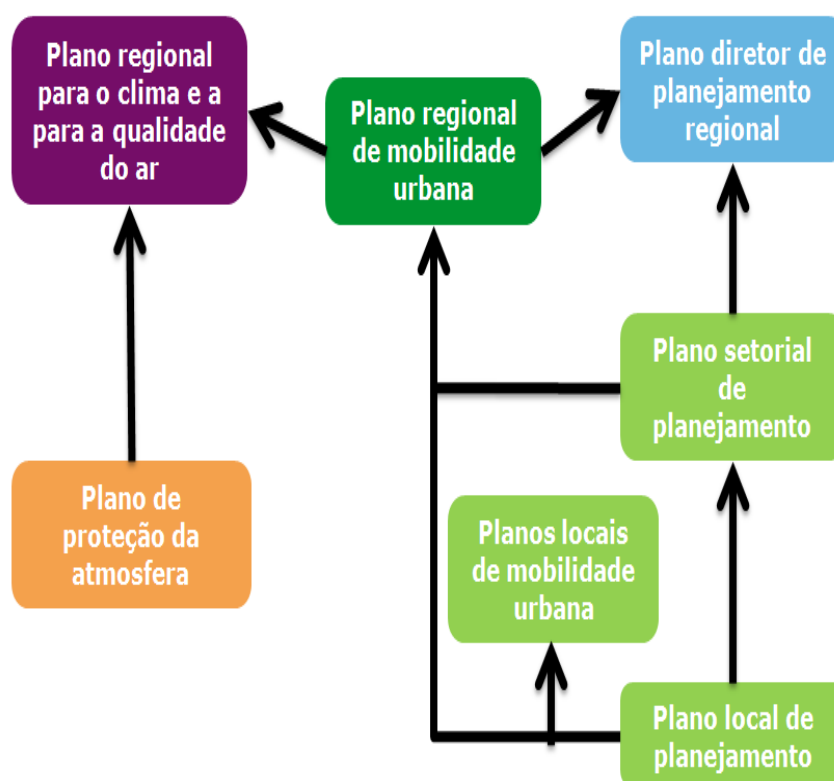 Plano regional
para o clima e a
para a qualidade
do ar
Plano regional
de mobilidade
urbana
Plano diretor de
planejamento
regional
Plano setorial
de
planejamento
Plano de
proteção da
atmosfera
Planos locais
de mobilidade
urbana
Plano local de
planejamento